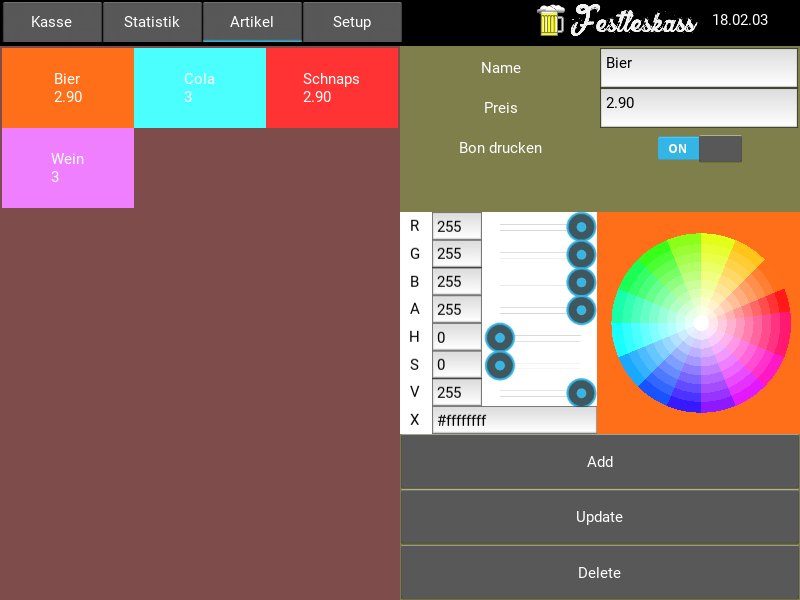 Kasse
Statistik
Artikel
Setup
Festleskass
18.02.03
Bier
2.90
Cola
3
Schnaps
2.90
Wein
3
Name
Bier
Preis
2.90
Bon drucken
ON
R 255
G 255
B 255
A 255
H 0
S 0
V 255
X #ffffffff
Add
Update
Delete